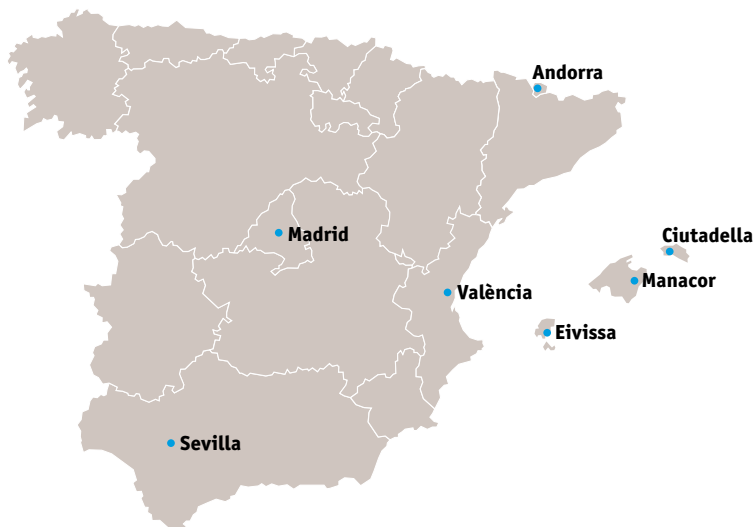 Andorra
Madrid
Ciutadella
Manacor
València
Eivissa
Sevilla